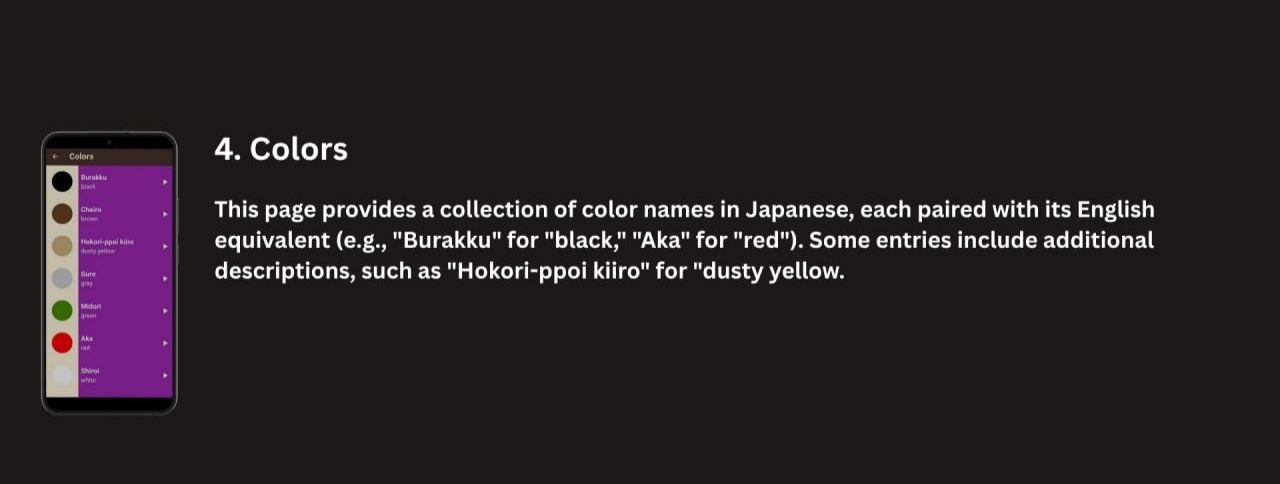 Colors
Burakku
black
Chairo
brown
Hokori-ppoi kiiro
dusty yellow
Gure
gray
Midori
green
Aka
red
Shiroi
white
4. Colors
This page provides a collection of color names in Japanese, each paired with its English
equivalent (e.g., "Burakku" for "black," "Aka" for "red"). Some entries include additional
descriptions, such as "Hokori-ppoi kiiro" for "dusty yellow.